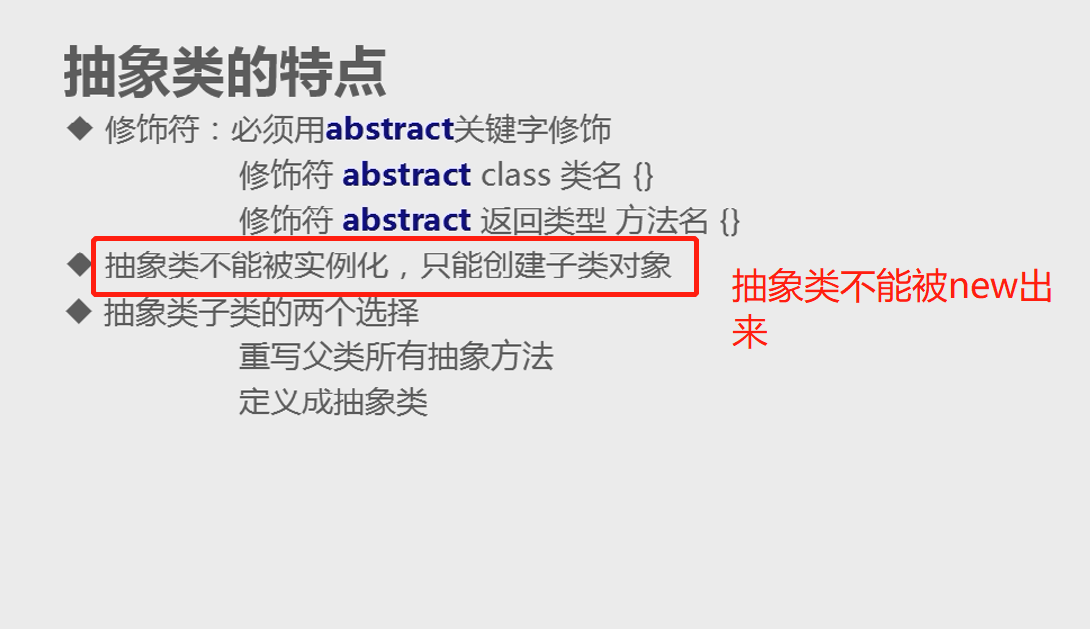 抽象类的特点
◆ 修饰符：必须用abstract关键字修饰
修饰符 abstract class 类名 {}
修饰符 abstract 返回类型 方法名 {}
◆ 抽象类不能被实例化，只能创建子类对象
抽象类不能被new出
来
◆ 抽象类子类的两个选择
重写父类所有抽象方法
定义成抽象类